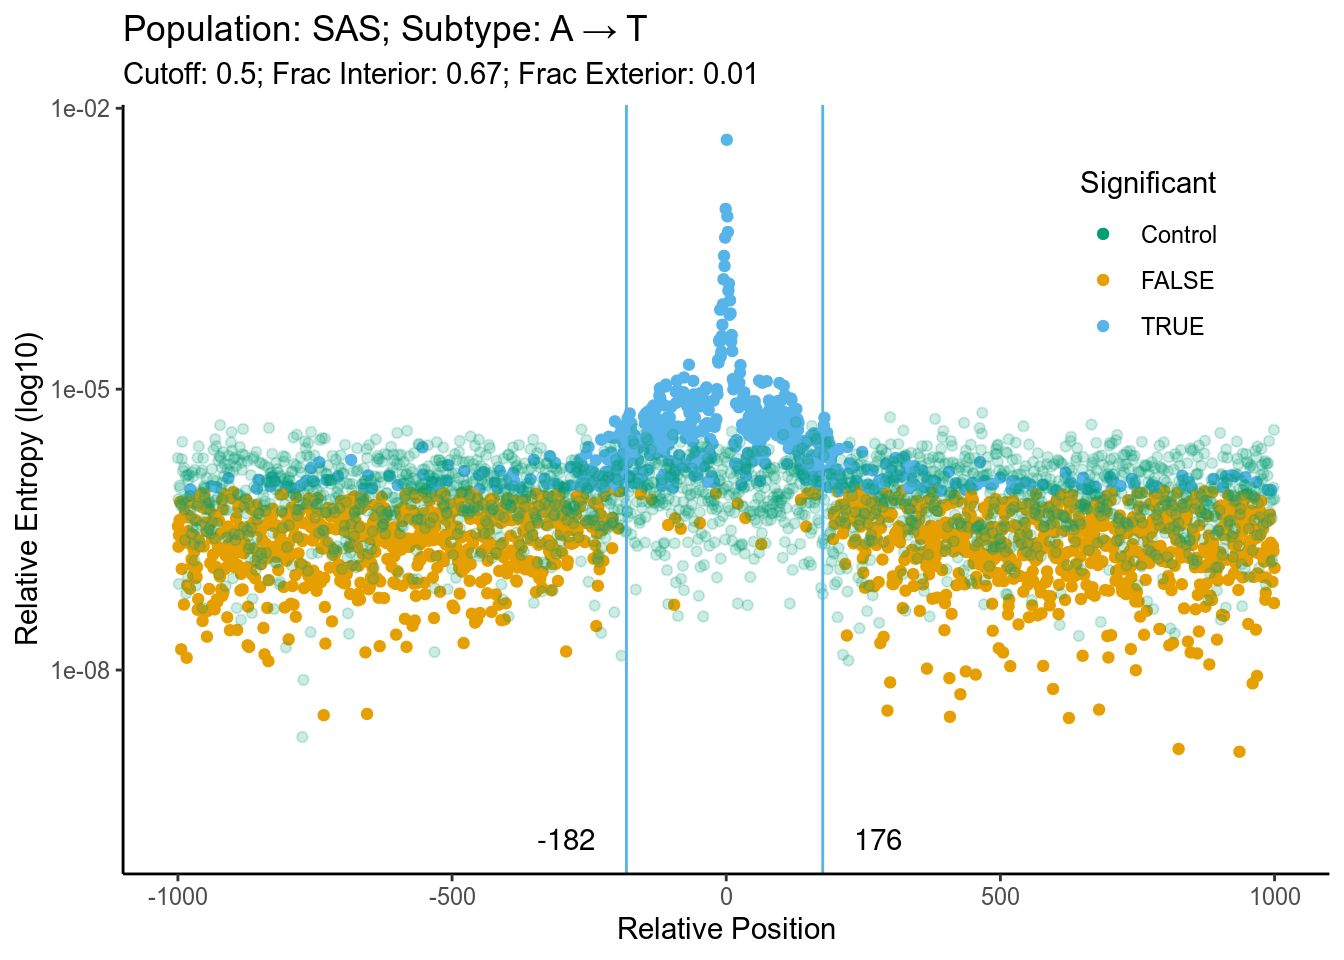 Population: SAS; Subtype: A → T
Cutoff: 0.5; Frac Interior: 0.67; Frac Exterior: 0.01
1e-02
1e-05
1e-08
Relative Entropy (log10)
Significant
Control
FALSE
TRUE
-182
176
-1000
-500
0
500
1000
Relative Position